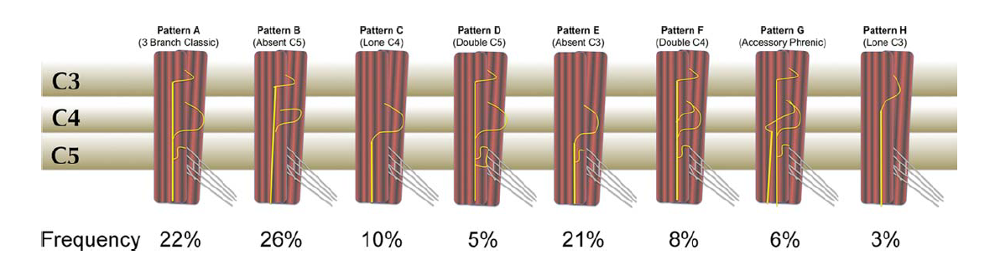 Pattern A Pattern B Pattern C Pattern D Pattern E Pattern F Pattern G Pattern H
(3 Branch Classic) (Absent C5) (Lone C4) (Double C5) (Absent C3) (Double C4) (Accessory Phrenic) (Lone C3)
C3
C4
C5
Frequency 22% 26% 10% 5% 21% 8% 6% 3%